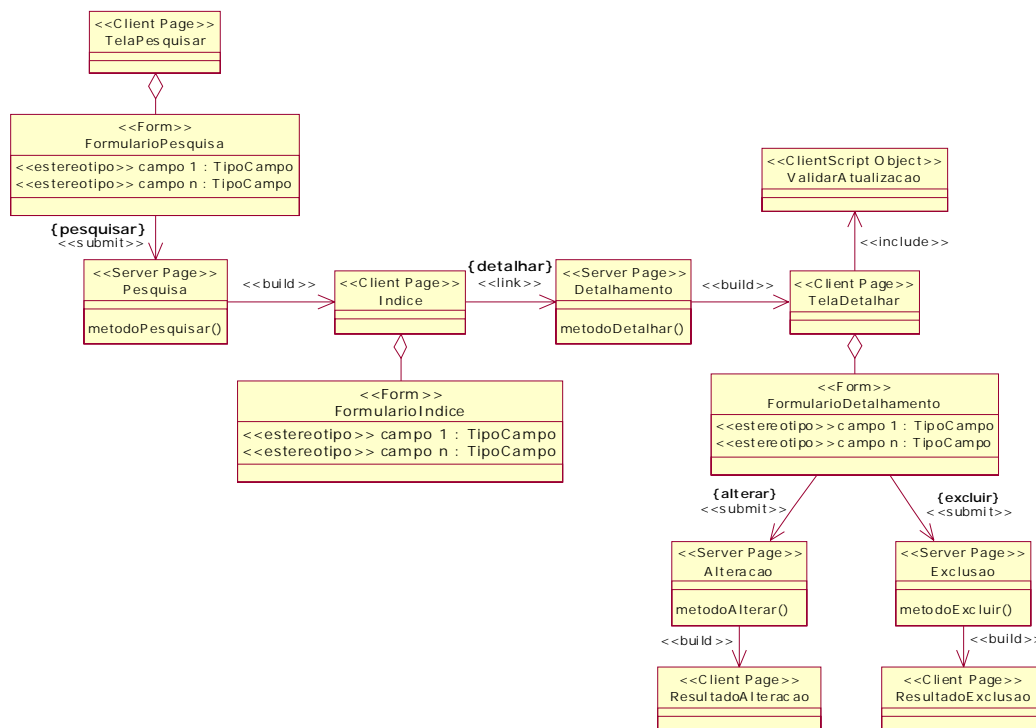 <<Client Page>>
TelaPesquisar
<<Form>>
FormularioPesquisa
<<estereotipo>> campo 1 : TipoCampo
<<estereotipo>> campo n : TipoCampo
{pesquisar}
<<submit>>
<<Server Page>>
Pesquisa
metodoPesquisar()
<<build>>
<<Client Page>>
Indice
<<Form>>
FormularioIndice
<<estereotipo>> campo 1 : TipoCampo
<<estereotipo>> campo n : TipoCampo
{detalhar}
<<link>>
<<Server Page>>
Detalhamento
metodoDetalhar()
<<build>>
<<ClientScript Object>>
ValidarAtualizacao
<<include>>
<<Client Page>>
TelaDetalhar
<<Form>>
FormularioDetalhamento
<<estereotipo>> campo 1 : TipoCampo
<<estereotipo>> campo n : TipoCampo
{alterar}
<<submit>>
{excluir}
<<submit>>
<<Server Page>>
Alteracao
metodoAlterar()
<<build>>
<<Client Page>>
ResultadoAlteracao
<<Server Page>>
Exclusao
metodoExcluir()
<<build>>
<<Client Page>>
ResultadoExclusao